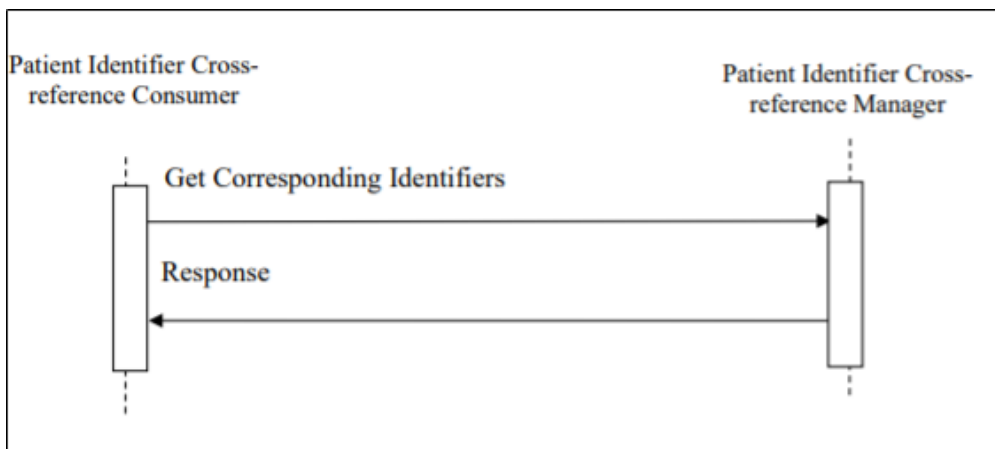 Patient Identifier Cross-
reference Consumer
Patient Identifier Cross-
reference Manager
Get Corresponding Identifiers
Response